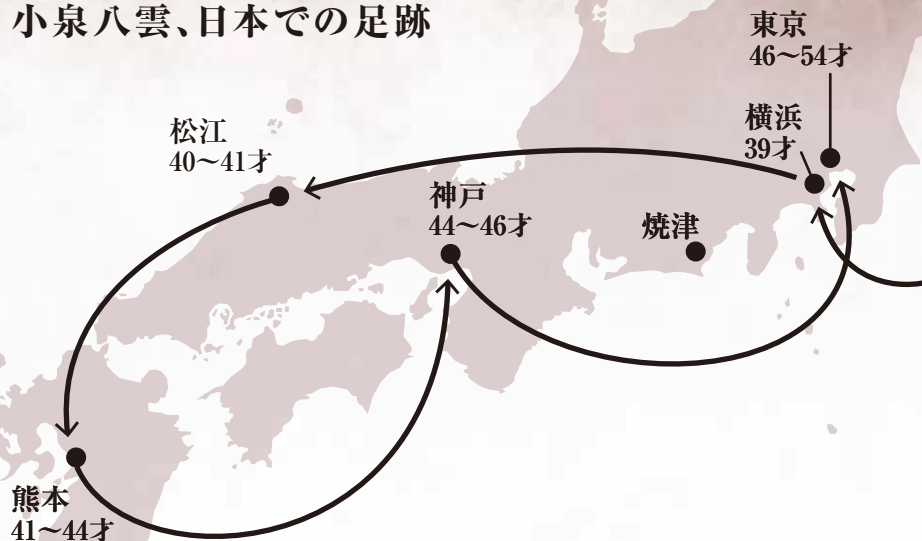 小泉八雲、日本での足跡
東京
46〜54才
横浜
39才
松江
40〜41才
神戸
44〜46才
焼津
熊本
41〜44才